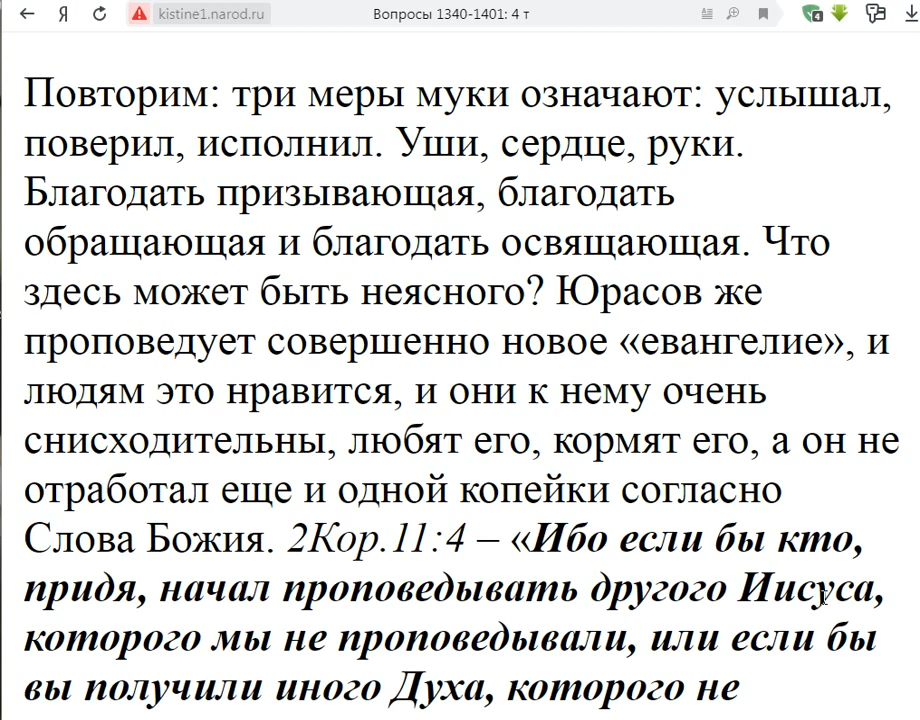 kistine1.narod.ru
Вопросы 1340-1401: 4 т
4
Повторим: три меры муки означают: услышал,
поверил, исполнил. Уши, сердце, руки.
Благодать призывающая, благодать
обращающая и благодать освящающая. Что
здесь может быть неясного? Юрасов же
проповедует совершенно новое «евангелие», и
людям это нравится, и они к нему очень
снисходительны, любят его, кормят его, а он не
отработал еще и одной копейки согласно
Слова Божия. 2Кор.11:4 – «Ибо если бы кто,
придя, начал проповедывать другого Иисуса,
которого мы не проповедывали, или если бы
вы получили иного Духа, которого не